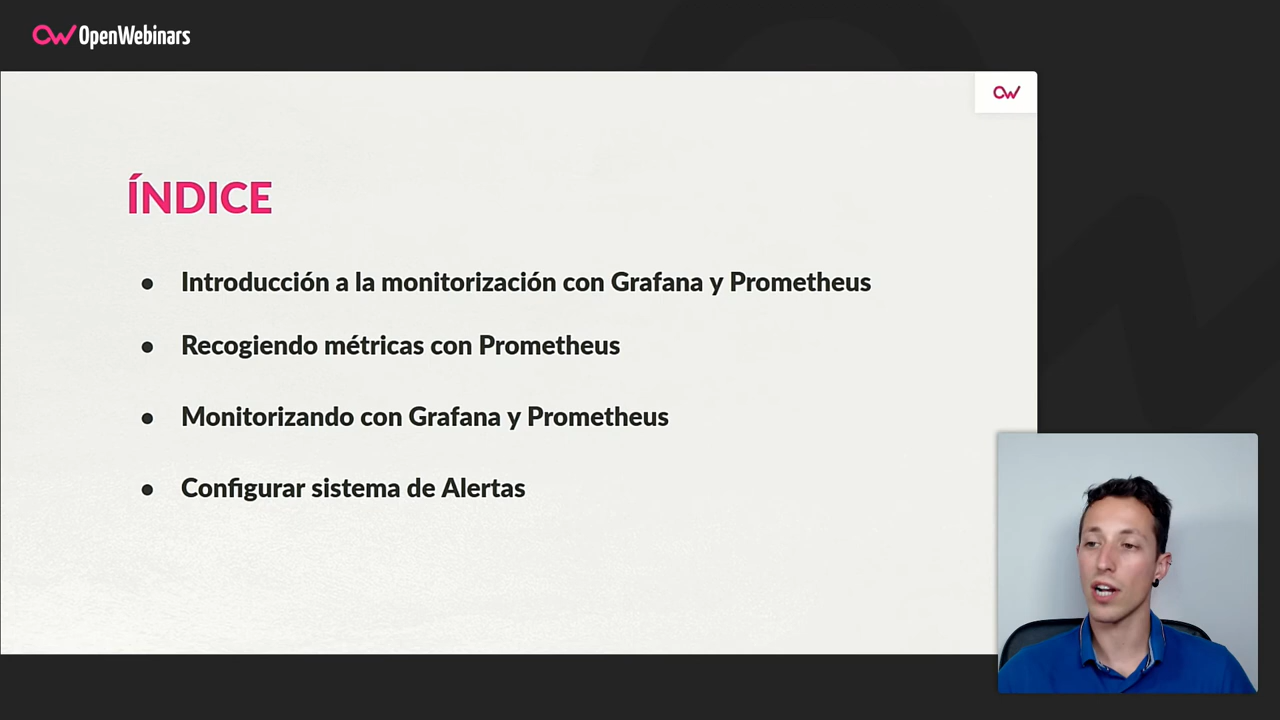 OpenWebinars
ÍNDICE
● Introducción a la monitorización con Grafana y Prometheus
● Recogiendo métricas con Prometheus
● Monitorizando con Grafana y Prometheus
● Configurar sistema de Alertas